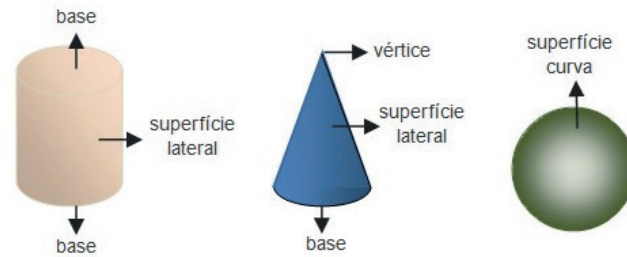 base
superfície
lateral
base
vértice
superfície
lateral
base
superfície
curva